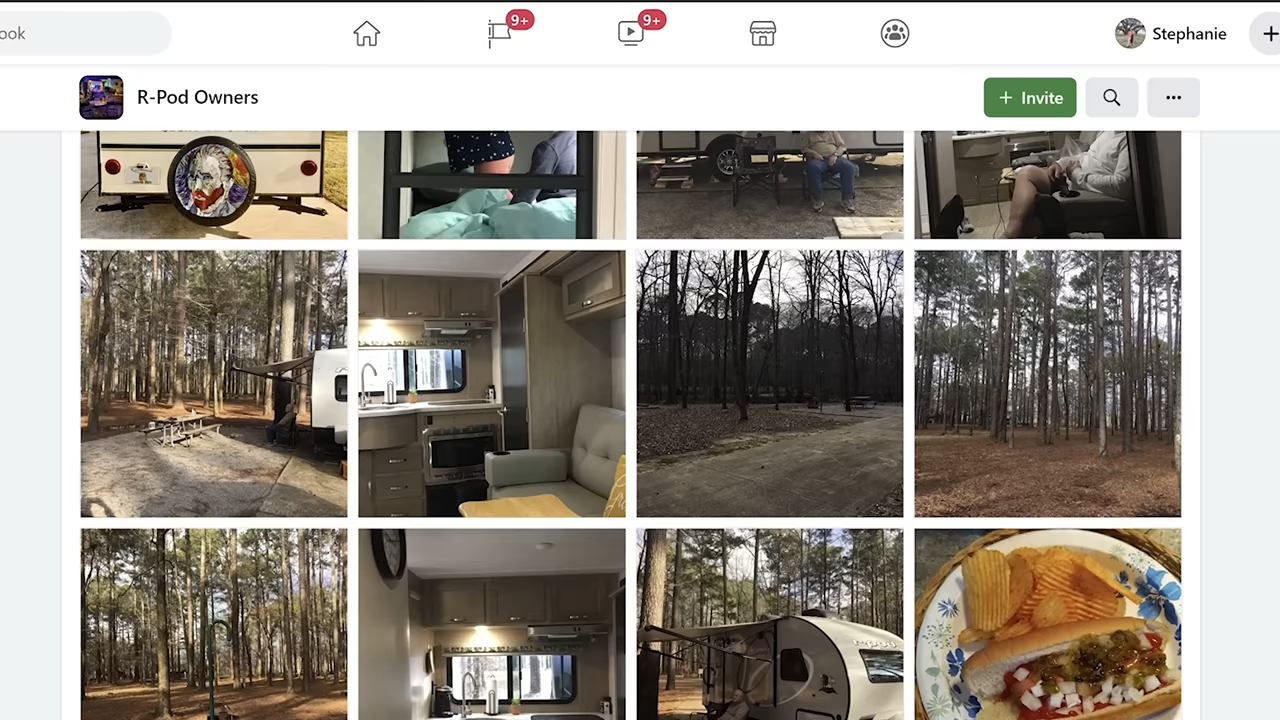 ook
9+
9+
Stephanie
R-Pod Owners
+ Invite